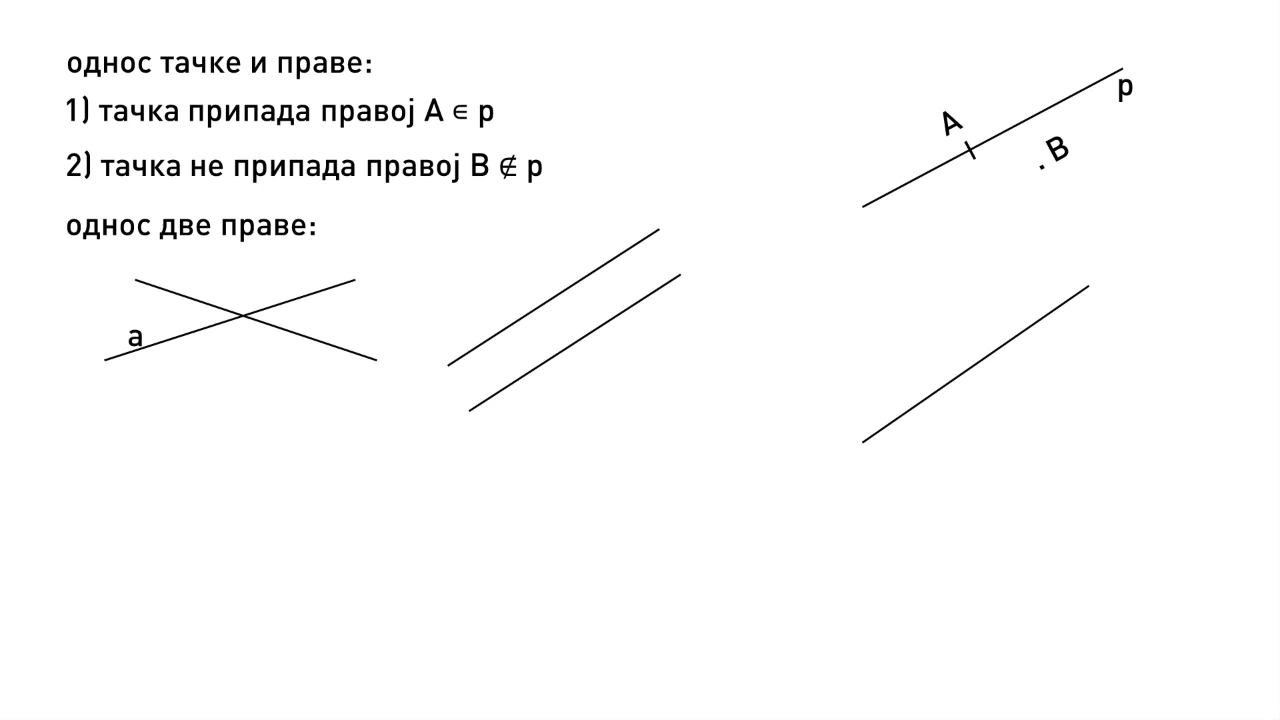 однос тачке и праве:
1) тачка припада правој A ∈ p
2) тачка не припада правој B ∉ p
однос две праве:
A
p
B
a